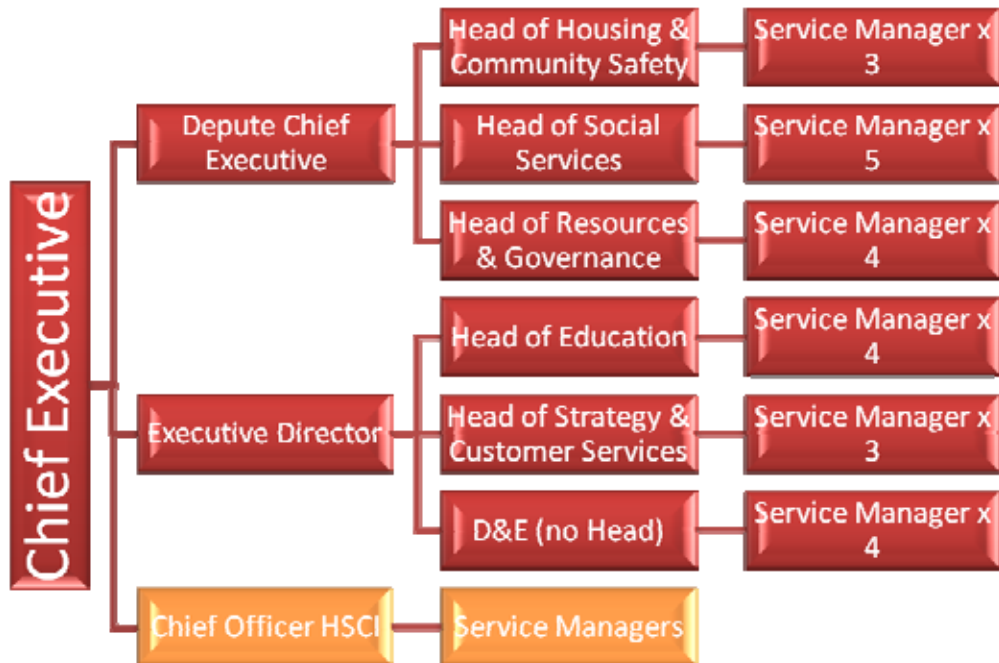 Chief Executive
Depute Chief
Executive
Head of Housing &
Community Safety
Service Manager x
3
Head of Social
Services
Service Manager x
5
Head of Resources
& Governance
Service Manager x
4
Executive Director
Head of Education
Service Manager x
4
Head of Strategy &
Customer Services
Service Manager x
3
D&E (no Head)
Service Manager x
4
Chief Officer HSCI
Service Managers